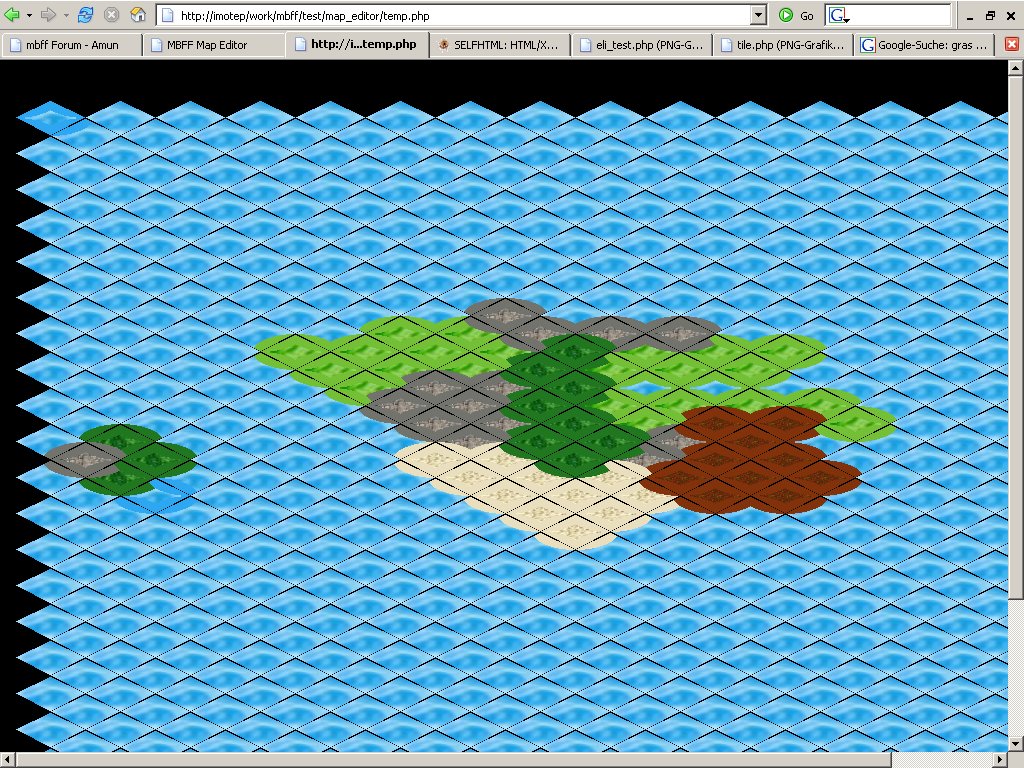 http://imotep/work/mbff/test/map_editor/temp.php
Go
G
mbff Forum - Amun
MBFF Map Editor
http://i...temp.php
SELFHTML: HTML/X...
eli_test.php (PNG-G...
tile.php (PNG-Grafik...
G
Google-Suche: gras ...